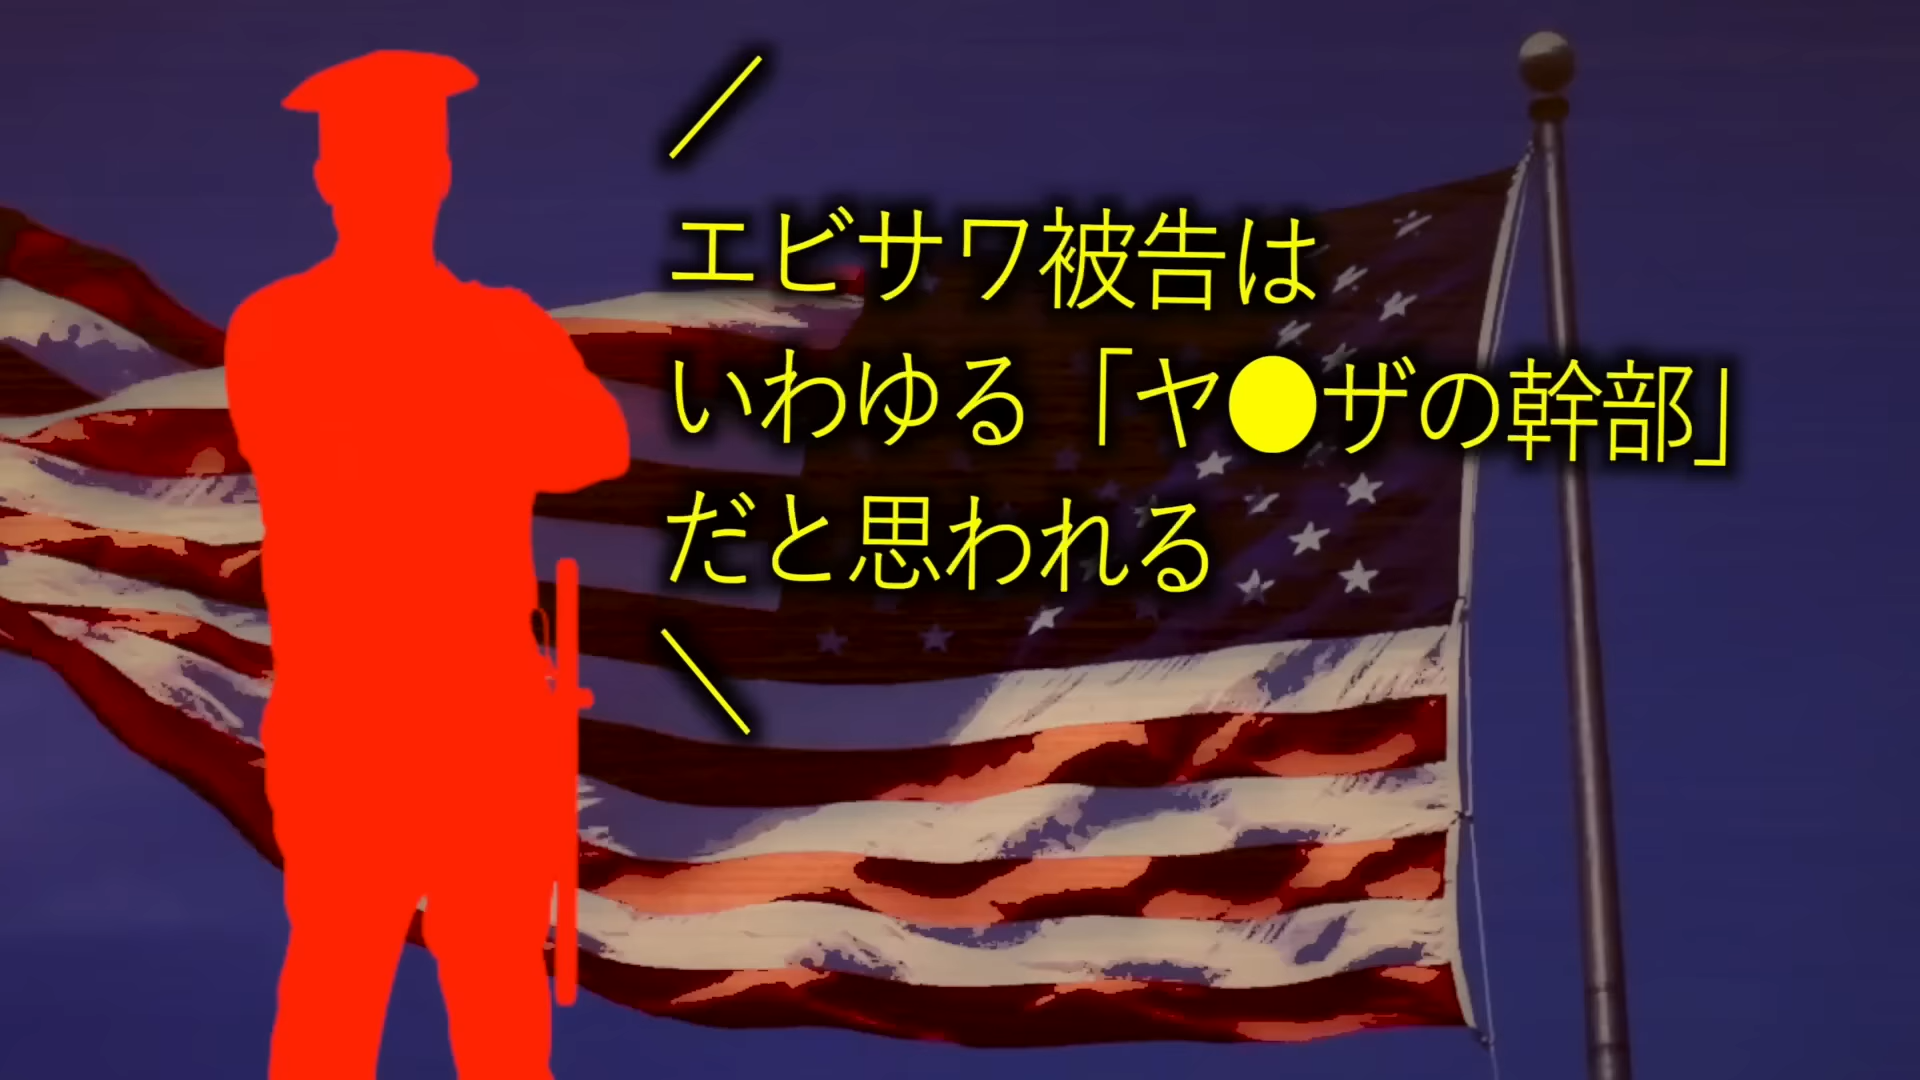 エビサワ被告は
いわゆる「ヤ●ザの幹部」
だと思われる